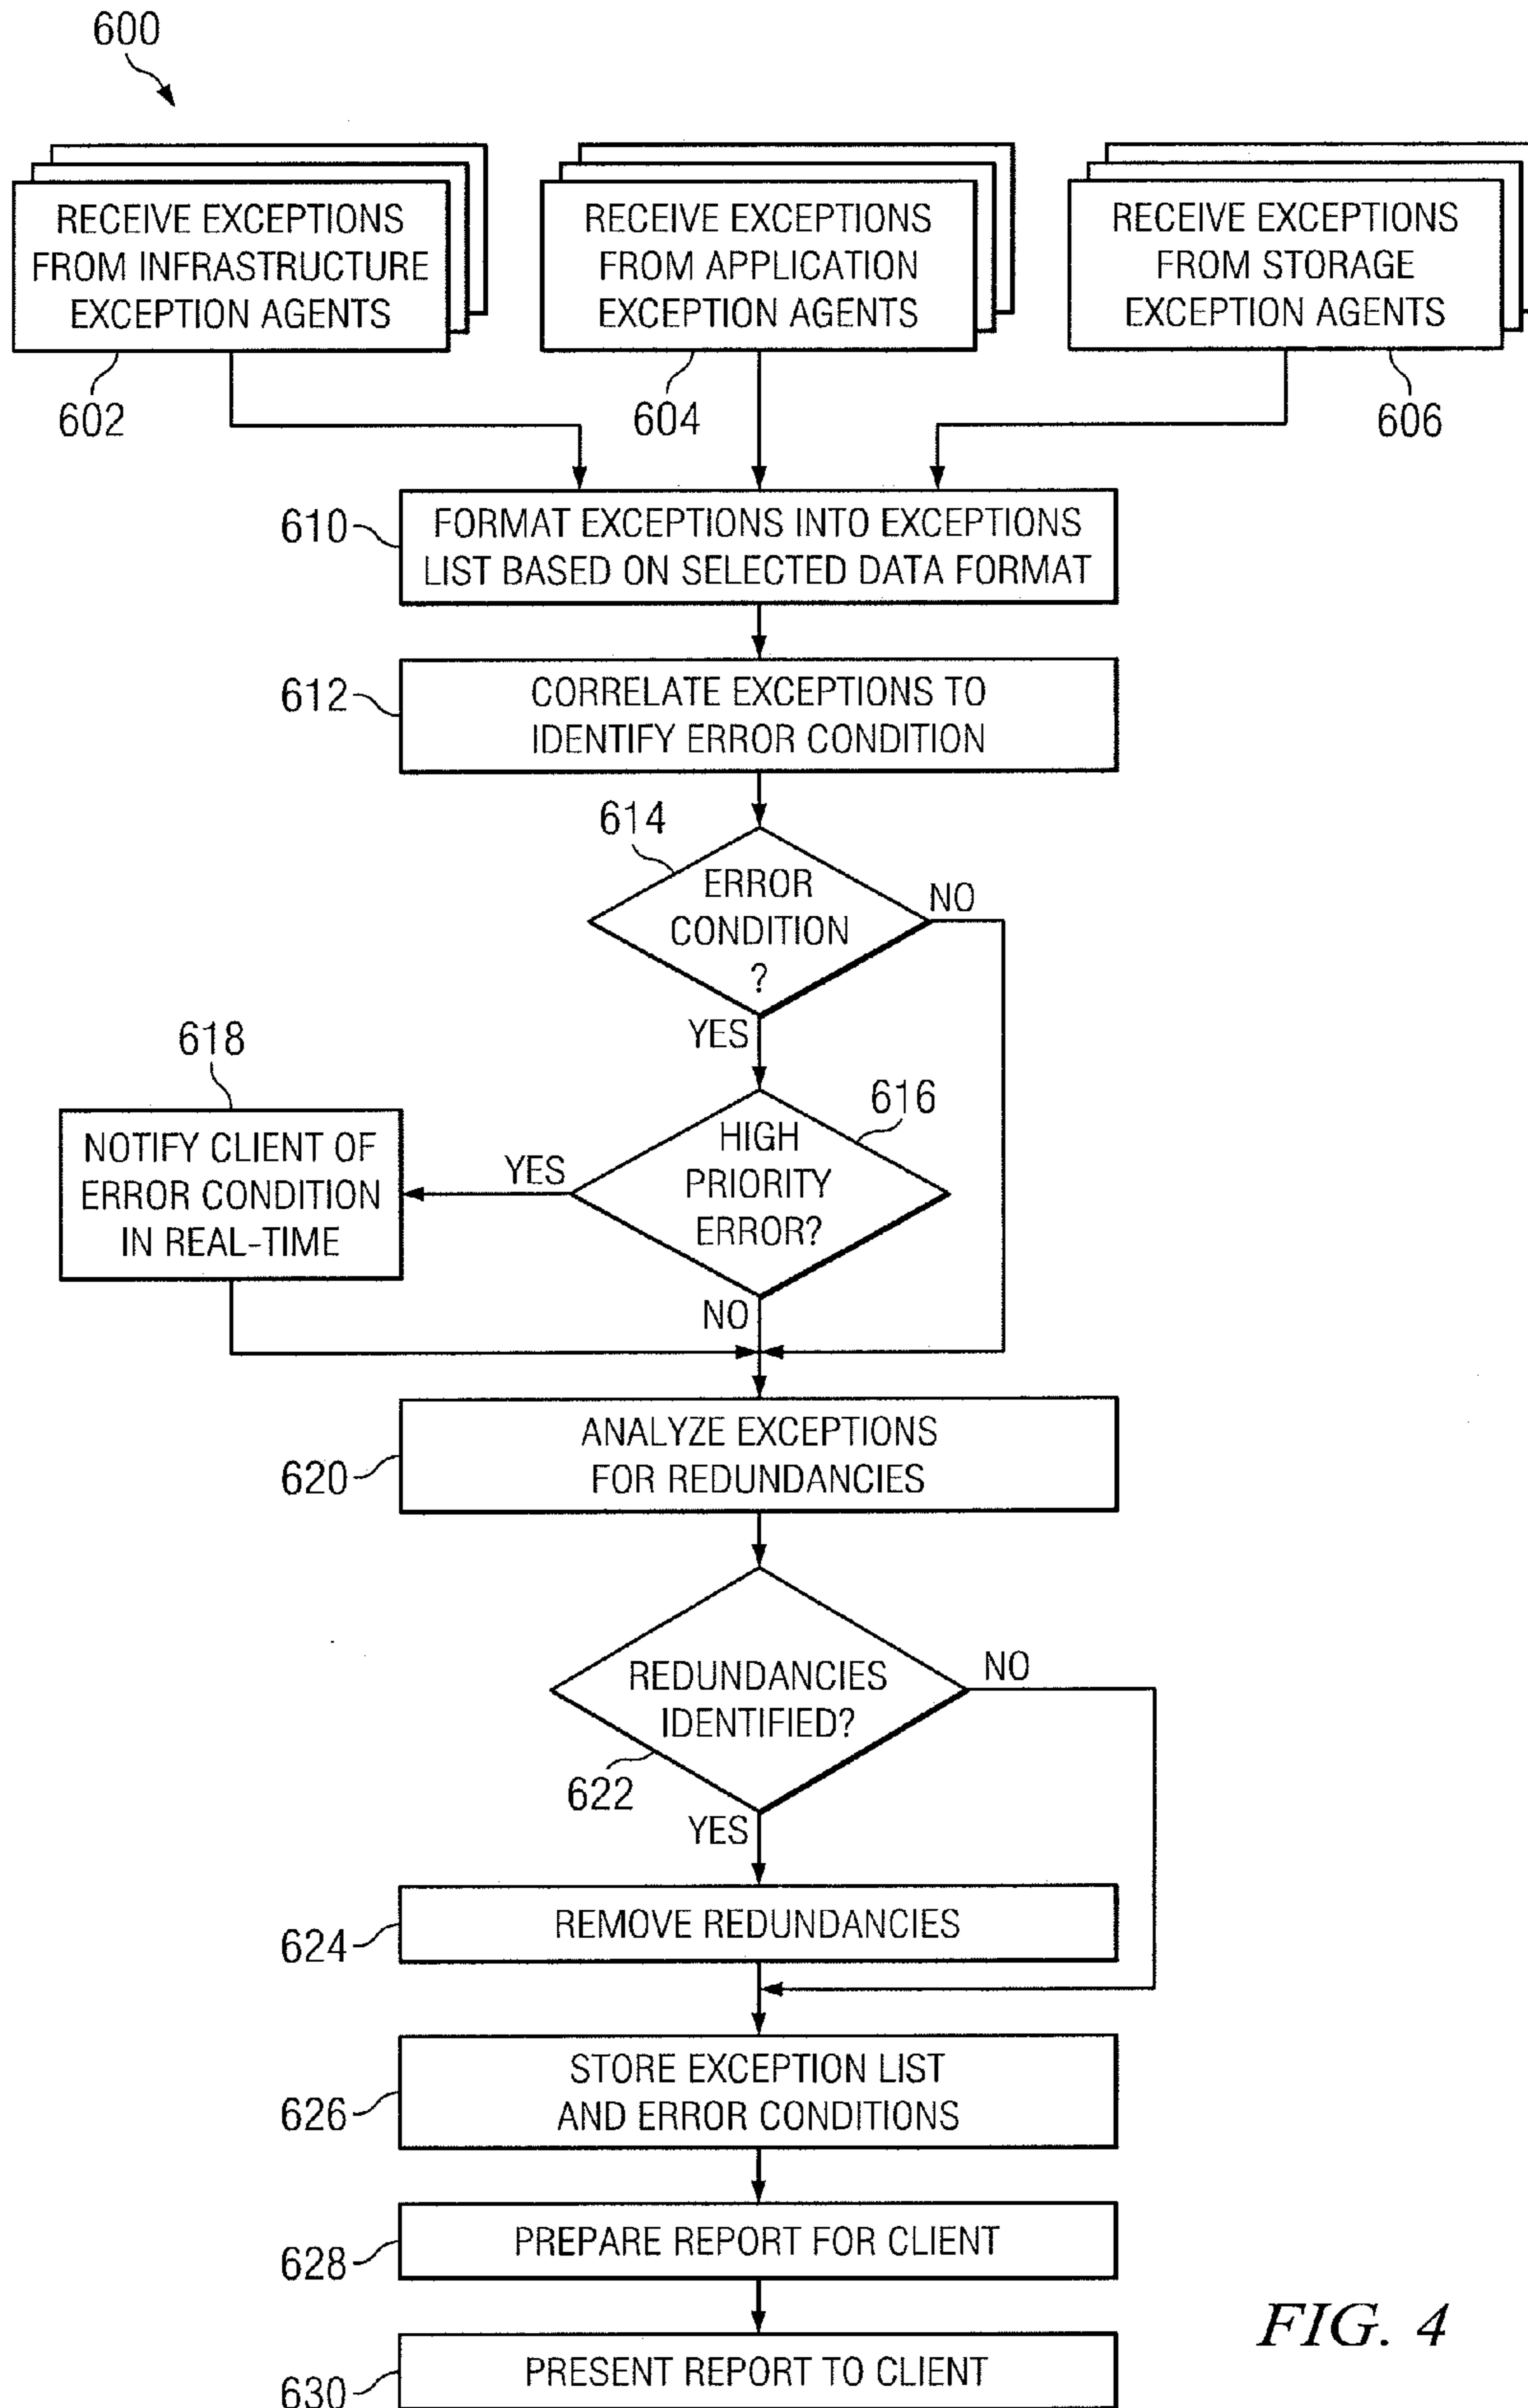 600
RECEIVE EXCEPTIONS
FROM INFRASTRUCTURE
EXCEPTION AGENTS
602
RECEIVE EXCEPTIONS
FROM APPLICATION
EXCEPTION AGENTS
604
RECEIVE EXCEPTIONS
FROM STORAGE
EXCEPTION AGENTS
606
610
FORMAT EXCEPTIONS INTO EXCEPTIONS
LIST BASED ON SELECTED DATA FORMAT
612
CORRELATE EXCEPTIONS TO
IDENTIFY ERROR CONDITION
614
ERROR
CONDITION
?
NO
YES
616
HIGH
PRIORITY
ERROR?
YES
618
NOTIFY CLIENT OF
ERROR CONDITION
IN REAL-TIME
NO
620
ANALYZE EXCEPTIONS
FOR REDUNDANCIES
REDUNDANCIES
IDENTIFIED?
NO
622
YES
624
REMOVE REDUNDANCIES
626
STORE EXCEPTION LIST
AND ERROR CONDITIONS
628
PREPARE REPORT FOR CLIENT
630
PRESENT REPORT TO CLIENT
FIG. 4